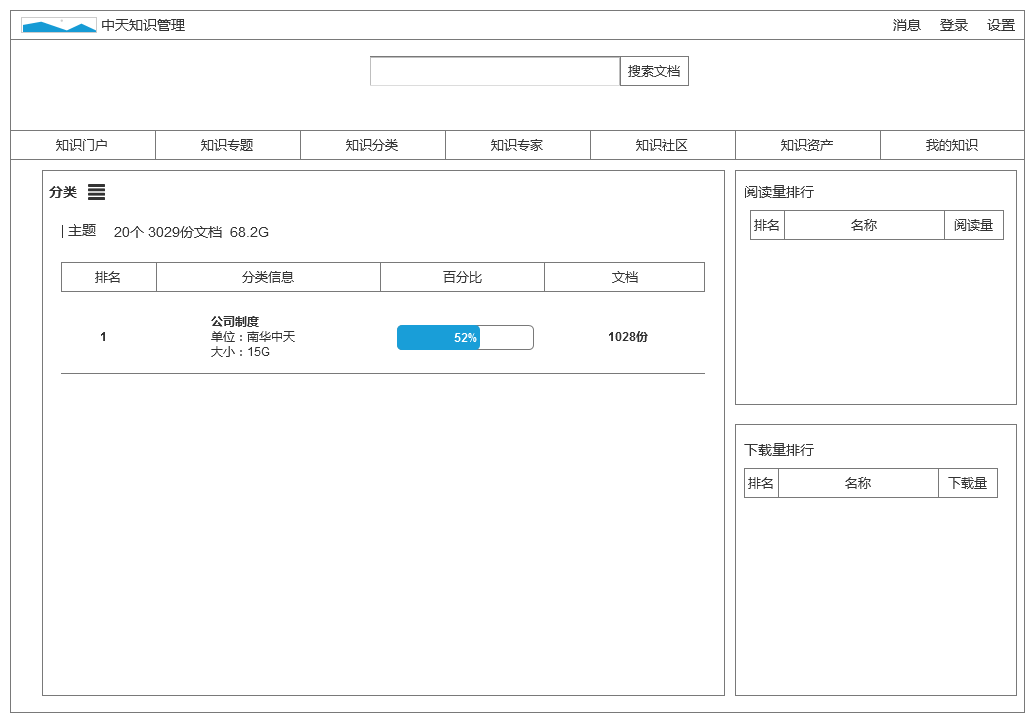 中天知识管理 消息 登录 设置
搜索文档
知识门户 知识专题 知识分类 知识专家 知识社区 知识资产 我的知识
分类
| 主题 20个 3029份文档 68.2G
排名 分类信息 百分比 文档
1 公司制度 52% 1028份
单位：南华中天
大小：15G
阅读量排行
排名 名称 阅读量
下载量排行
排名 名称 下载量